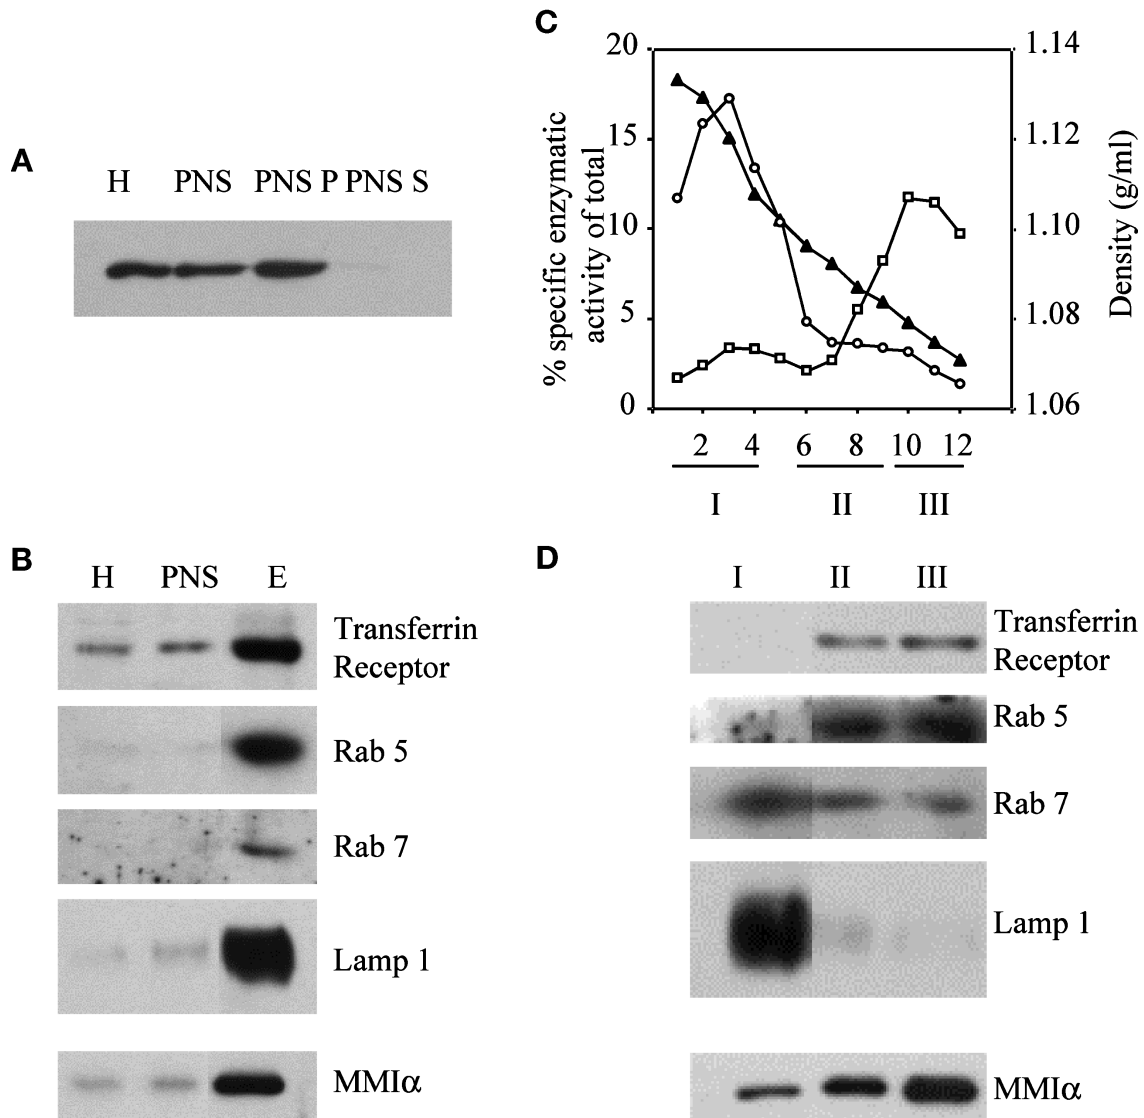 A
H PNS PNS P PNS S
C
% specific enzymatic
activity of total
20
15
10
5
0
1.14
1.12
1.10
1.08
1.06
Density (g/ml)
2 4 6 8 10 12
I II III
B
H PNS E
Transferrin
Receptor
Rab 5
Rab 7
Lamp 1
MMIα
D
I II III
Transferrin
Receptor
Rab 5
Rab 7
Lamp 1
MMIα